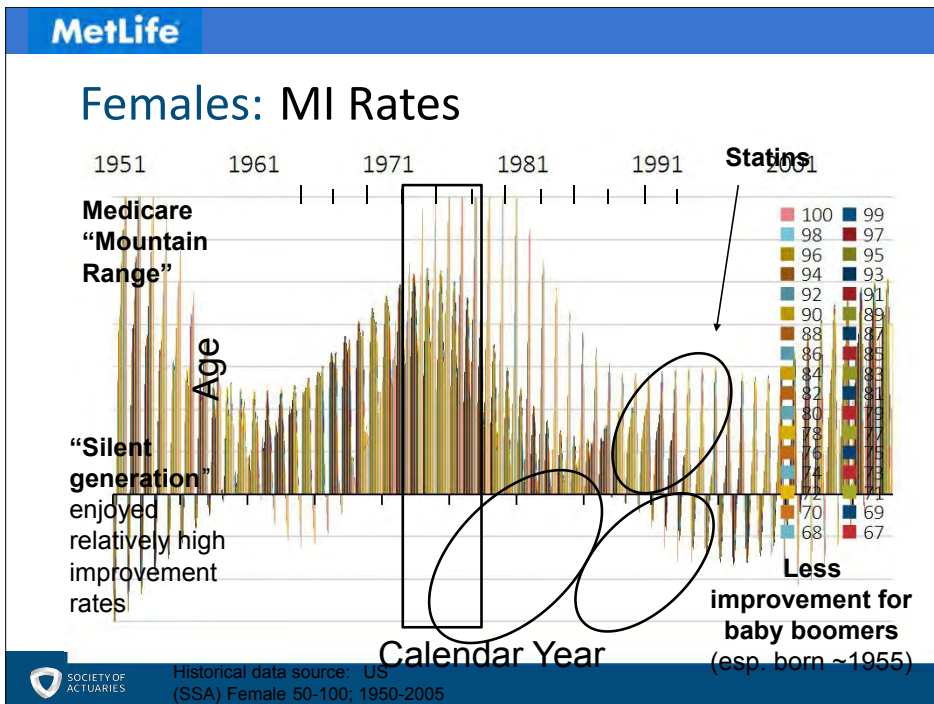 MetLife
Females: MI Rates
1951 1961 1971 1981 1991 2001
Statins
Medicare
“Mountain
Range”
Age
“Silent
generation”
enjoyed
relatively high
improvement
rates
100 99
98 97
96 95
94 93
92 91
90 89
88 87
86 85
84 83
82 81
80 79
78 77
76 75
74 73
72 71
70 69
68 67
Less
improvement for
baby boomers
(esp. born ~1955)
Calendar Year
SOCIETY OF
ACTUARIES
Historical data source: US
(SSA) Female 50-100; 1950-2005